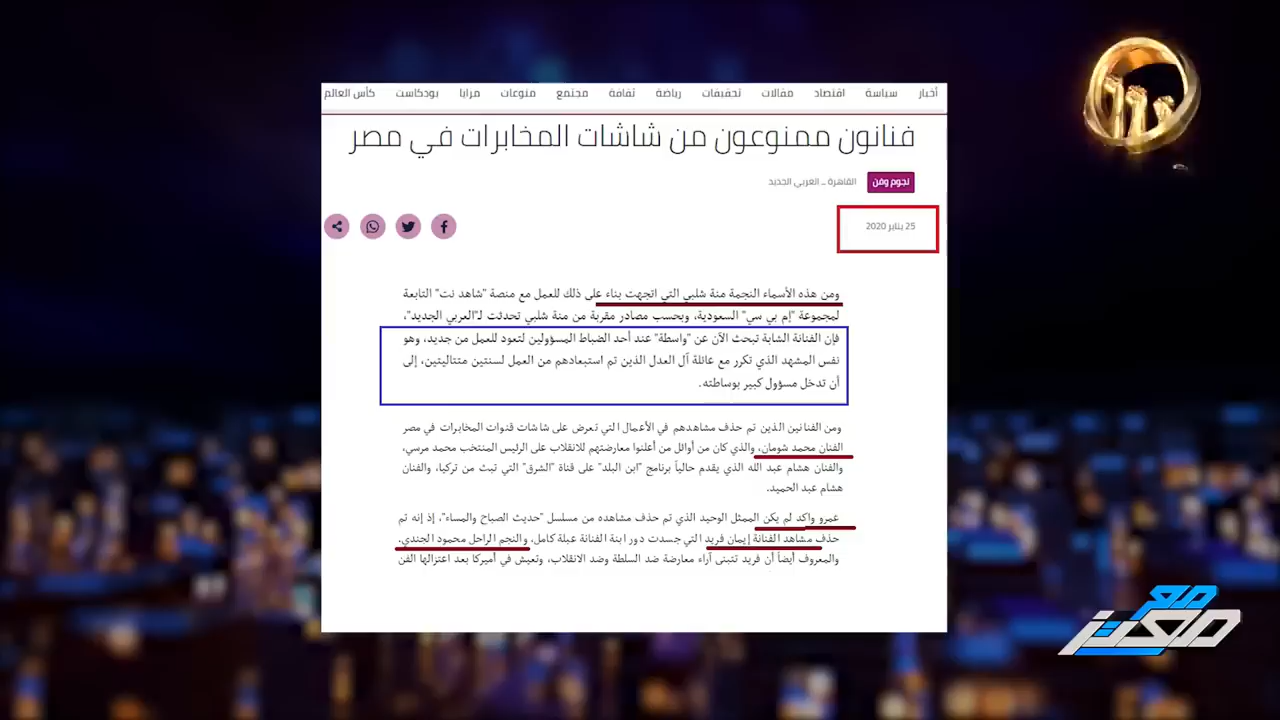 أخبار سياسة اقتصاد مقالات تحقيقات رياضة ثقافة مجتمع منوعات مرايا بودكاست كأس العالم
فنانون ممنوعون من شاشات المخابرات في مصر
نجوم وفن القاهرة ــ العربي الجديد
25 يناير 2020
ومن هذه الأسماء النجمة منة شلبي التي اتجهت بناء على ذلك للعمل مع منصة "شاهد نت" التابعة
لمجموعة "إم بي سي" السعودية، وبحسب مصادر مقربة من منة شلبي تحدثت لـ"العربي الجديد"،
فإن الفنانة الشابة تبحث الآن عن "واسطة" عند أحد الضباط المسؤولين لتعود للعمل من جديد، وهو
نفس المشهد الذي تكرر مع عائلة آل العدل الذين تم استبعادهم من العمل لسنتين متتاليتين، إلى
أن تدخل مسؤول كبير بوساطته.
ومن الفنانين الذين تم حذف مشاهدهم في الأعمال التي تعرض على شاشات قنوات المخابرات في مصر
الفنان محمد شومان، والذي كان من أوائل من أعلنوا معارضتهم للانقلاب على الرئيس المنتخب محمد مرسي،
والفنان هشام عبد الله الذي يقدم حالياً برنامج "ابن البلد" على قناة "الشرق" التي تبث من تركيا، والفنان
هشام عبد الحميد.
عمرو واكد لم يكن الممثل الوحيد الذي تم حذف مشاهده من مسلسل "حديث الصباح والمساء"، إذ إنه تم
حذف مشاهد الفنانة إيمان فريد التي جسدت دور ابنة الفنانة عبلة كامل، والنجم الراحل محمود الجندي.
والمعروف أيضاً أن فريد تتبنى آراء معارضة ضد السلطة وضد الانقلاب، وتعيش في أميركا بعد اعتزالها الفن
مع
معتز